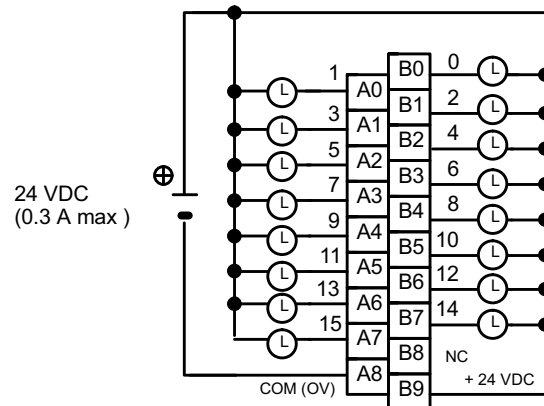 B0 0 L
1 L A0
B1 2 L
3 L A1
B2 4 L
5 L A2
B3 6 L
7 L A3
B4 8 L
9 L A4
B5 10 L
11 L A5
B6 12 L
13 L A6
B7 14 L
15 L A7
B8 NC
A8
COM (OV)
B9 + 24 VDC
24 VDC
(0.3 A max )